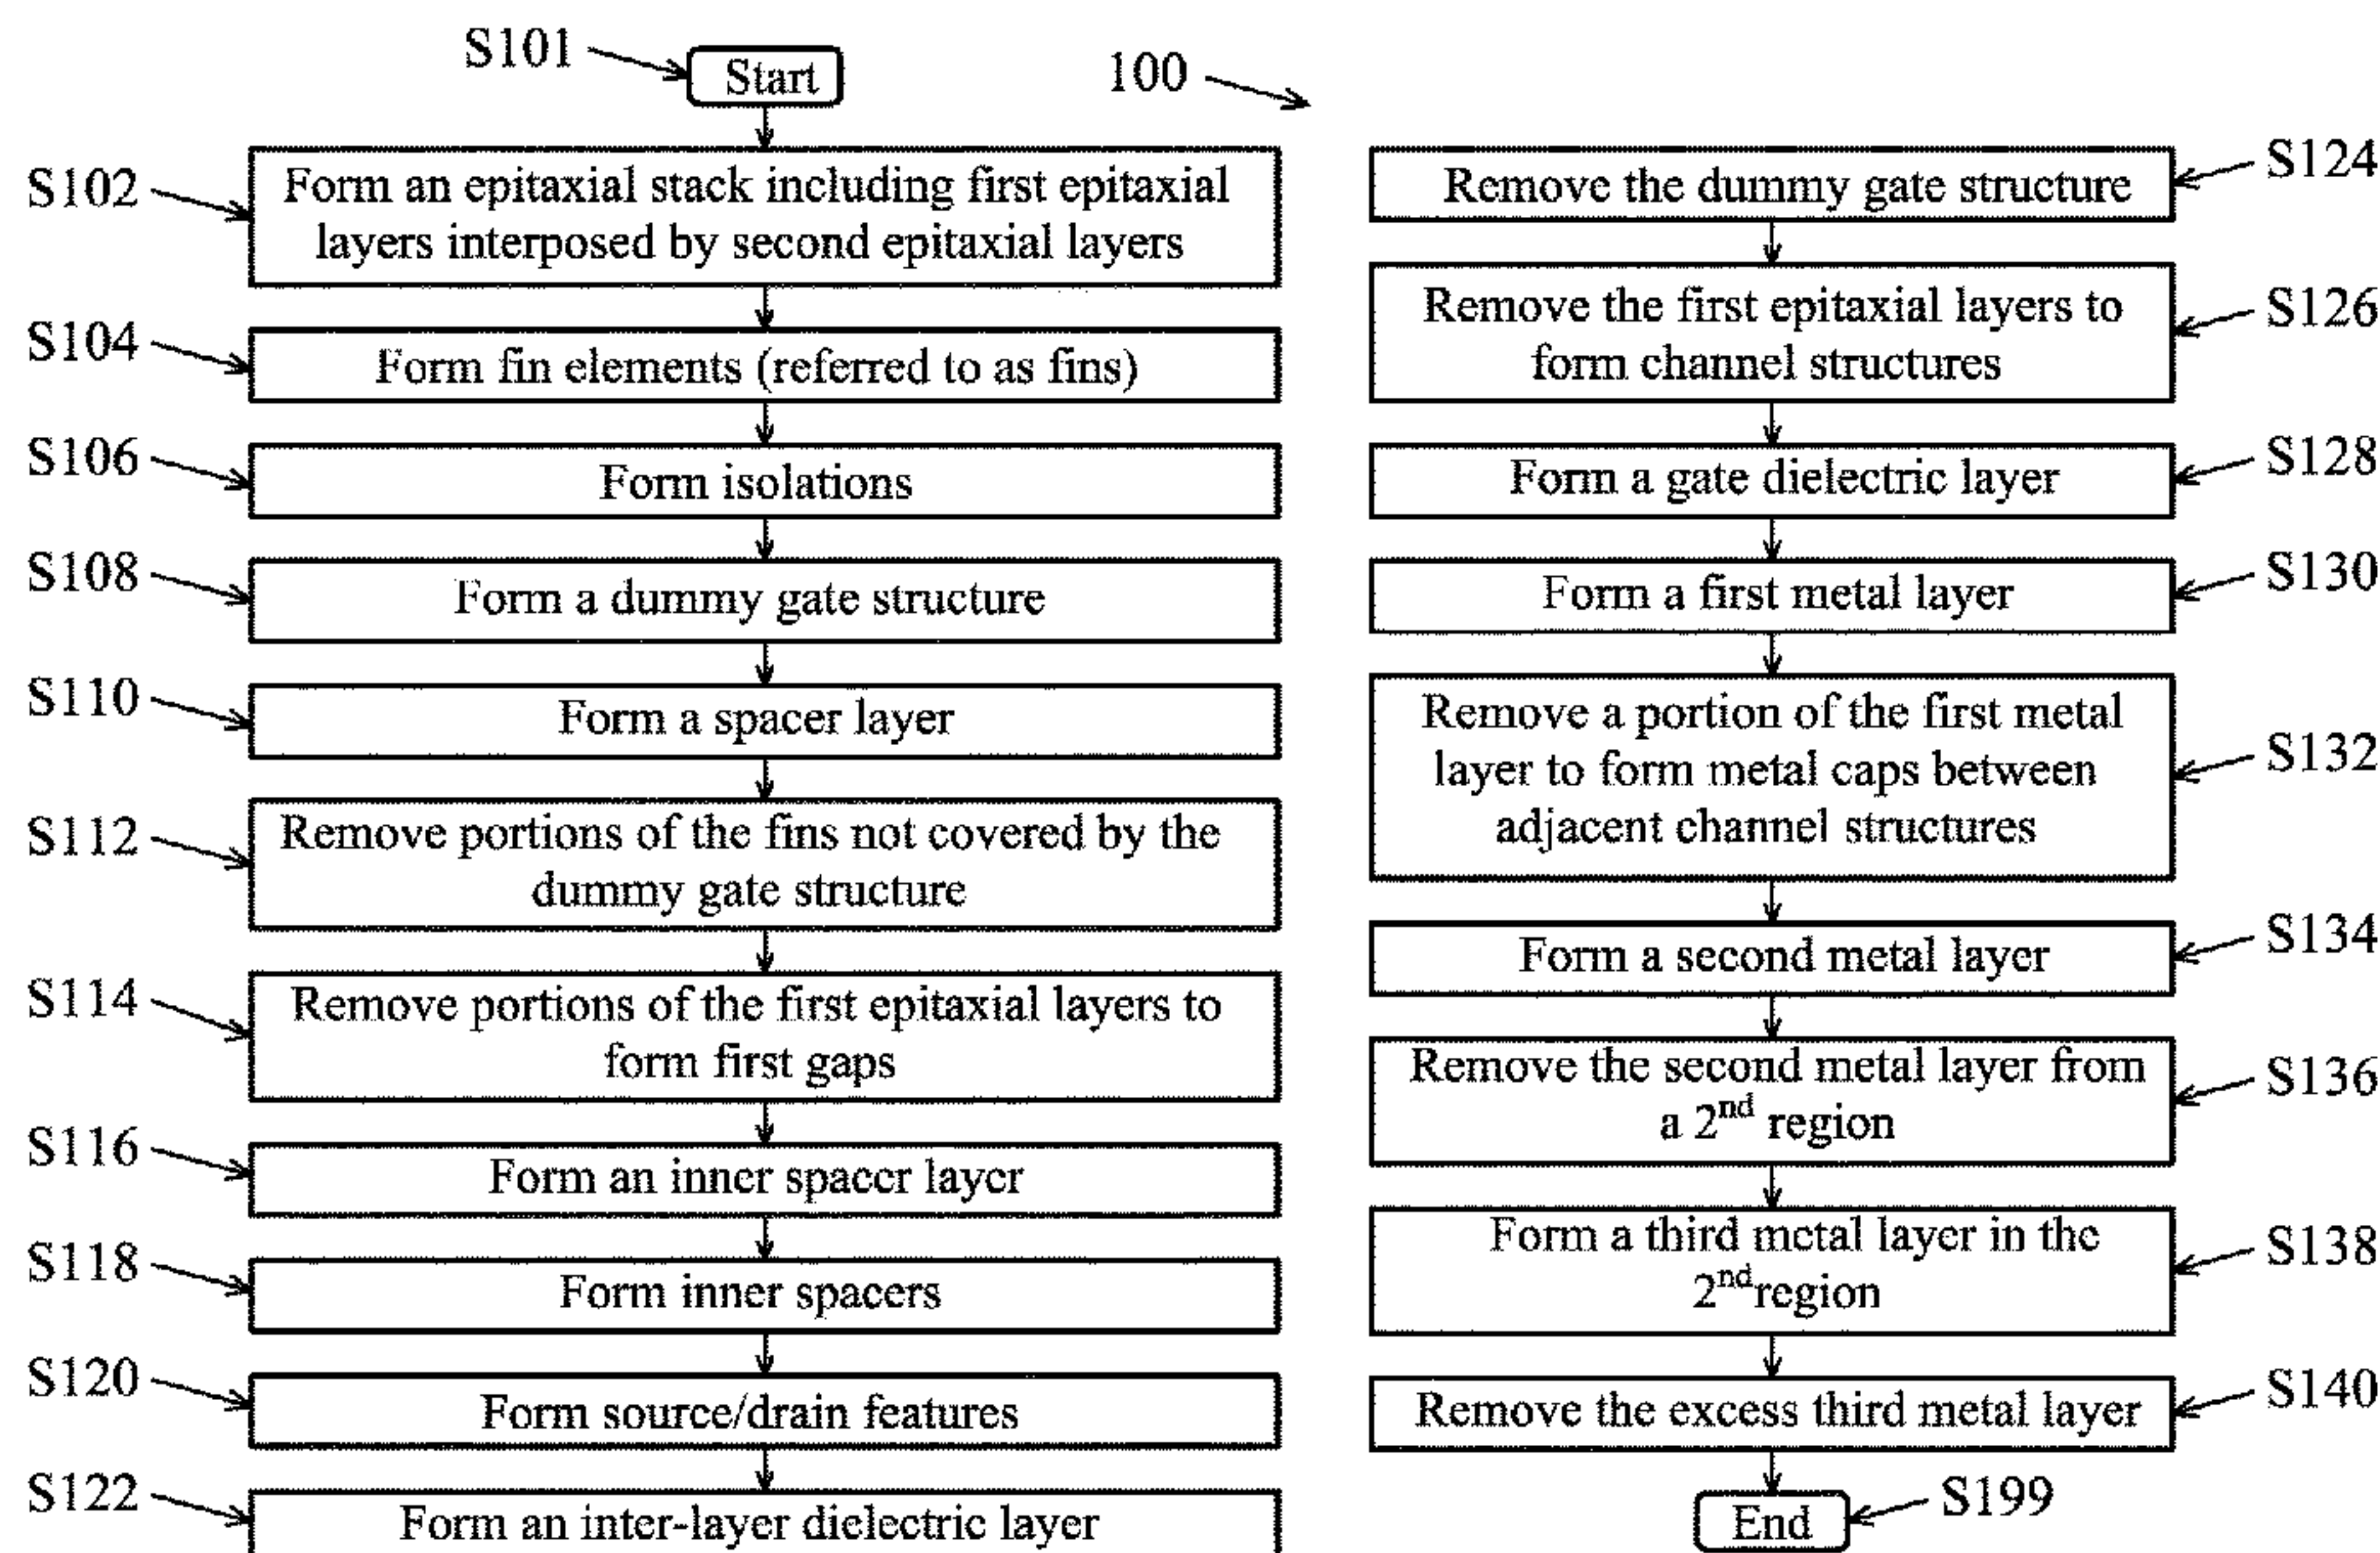 S101
Start
100
S102
Form an epitaxial stack including first epitaxial
layers interposed by second epitaxial layers
S104
Form fin elements (referred to as fins)
S106
Form isolations
S108
Form a dummy gate structure
S110
Form a spacer layer
S112
Remove portions of the fins not covered by the
dummy gate structure
S114
Remove portions of the first epitaxial layers to
form first gaps
S116
Form an inner spacer layer
S118
Form inner spacers
S120
Form source/drain features
S122
Form an inter-layer dielectric layer
S124
Remove the dummy gate structure
S126
Remove the first epitaxial layers to
form channel structures
S128
Form a gate dielectric layer
S130
Form a first metal layer
S132
Remove a portion of the first metal
layer to form metal caps between
adjacent channel structures
S134
Form a second metal layer
S136
Remove the second metal layer from
a 2nd region
S138
Form a third metal layer in the
2nd region
S140
Remove the excess third metal layer
S199
End